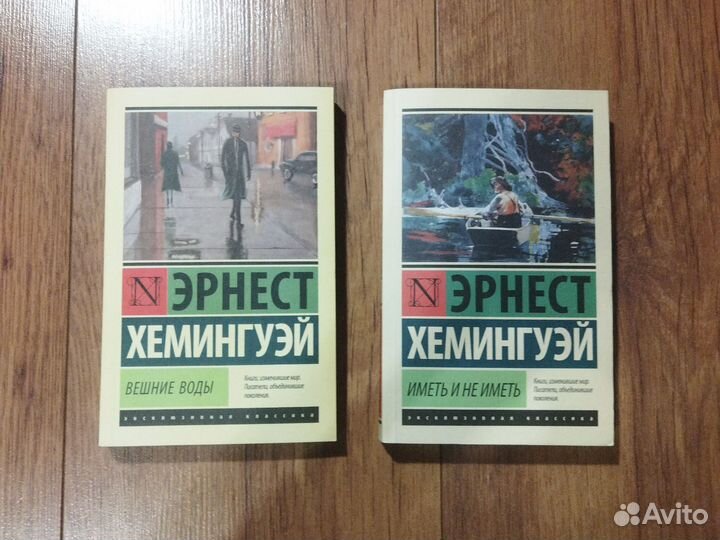 N ЭРНЕСТ
ХЕМИНГУЭЙ
ВЕШНИЕ ВОДЫ
Книги, изменившие мир.
Писатели, объединившие
поколения.
ЭКСКЛЮЗИВНАЯ КЛАССИКА
N ЭРНЕСТ
ХЕМИНГУЭЙ
ИМЕТЬ И НЕ ИМЕТЬ
Книги, изменившие мир.
Писатели, объединившие
поколения.
ЭКСКЛЮЗИВНАЯ КЛАССИКА
Avito